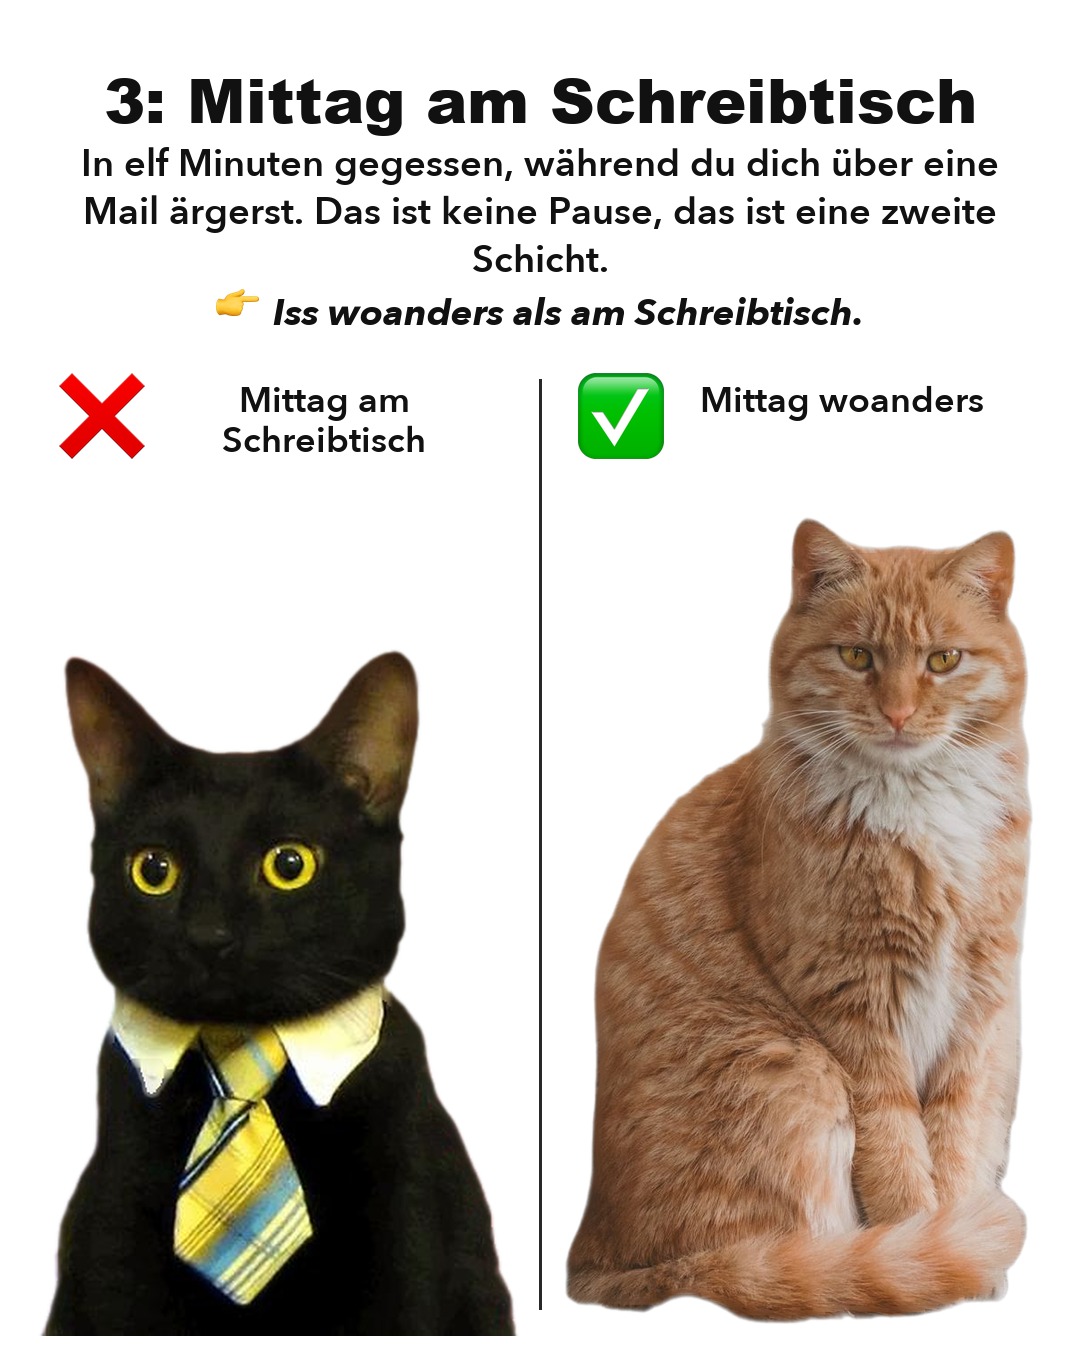 3: Mittag am Schreibtisch
In elf Minuten gegessen, während du dich über eine
Mail ärgerst. Das ist keine Pause, das ist eine zweite
Schicht.
👉 Iss woanders als am Schreibtisch.
Mittag am
Schreibtisch
Mittag woanders